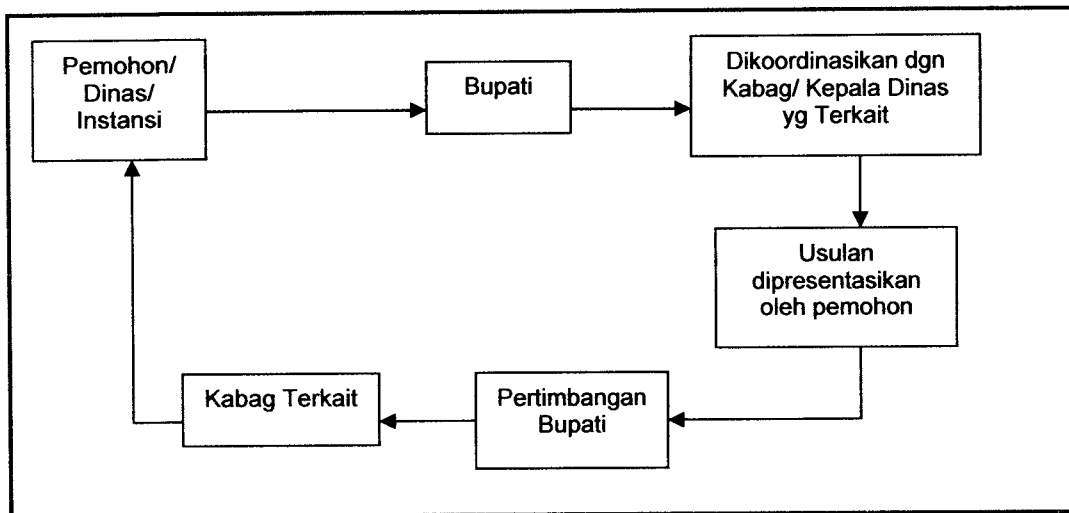 Pemohon/
Dinas/
Instansi
Bupati
Dikoordinasikan dgn
Kabag/ Kepala Dinas
yg Terkait
Usulan
dipresentasikan
oleh pemohon
Pertimbangan
Bupati
Kabag Terkait